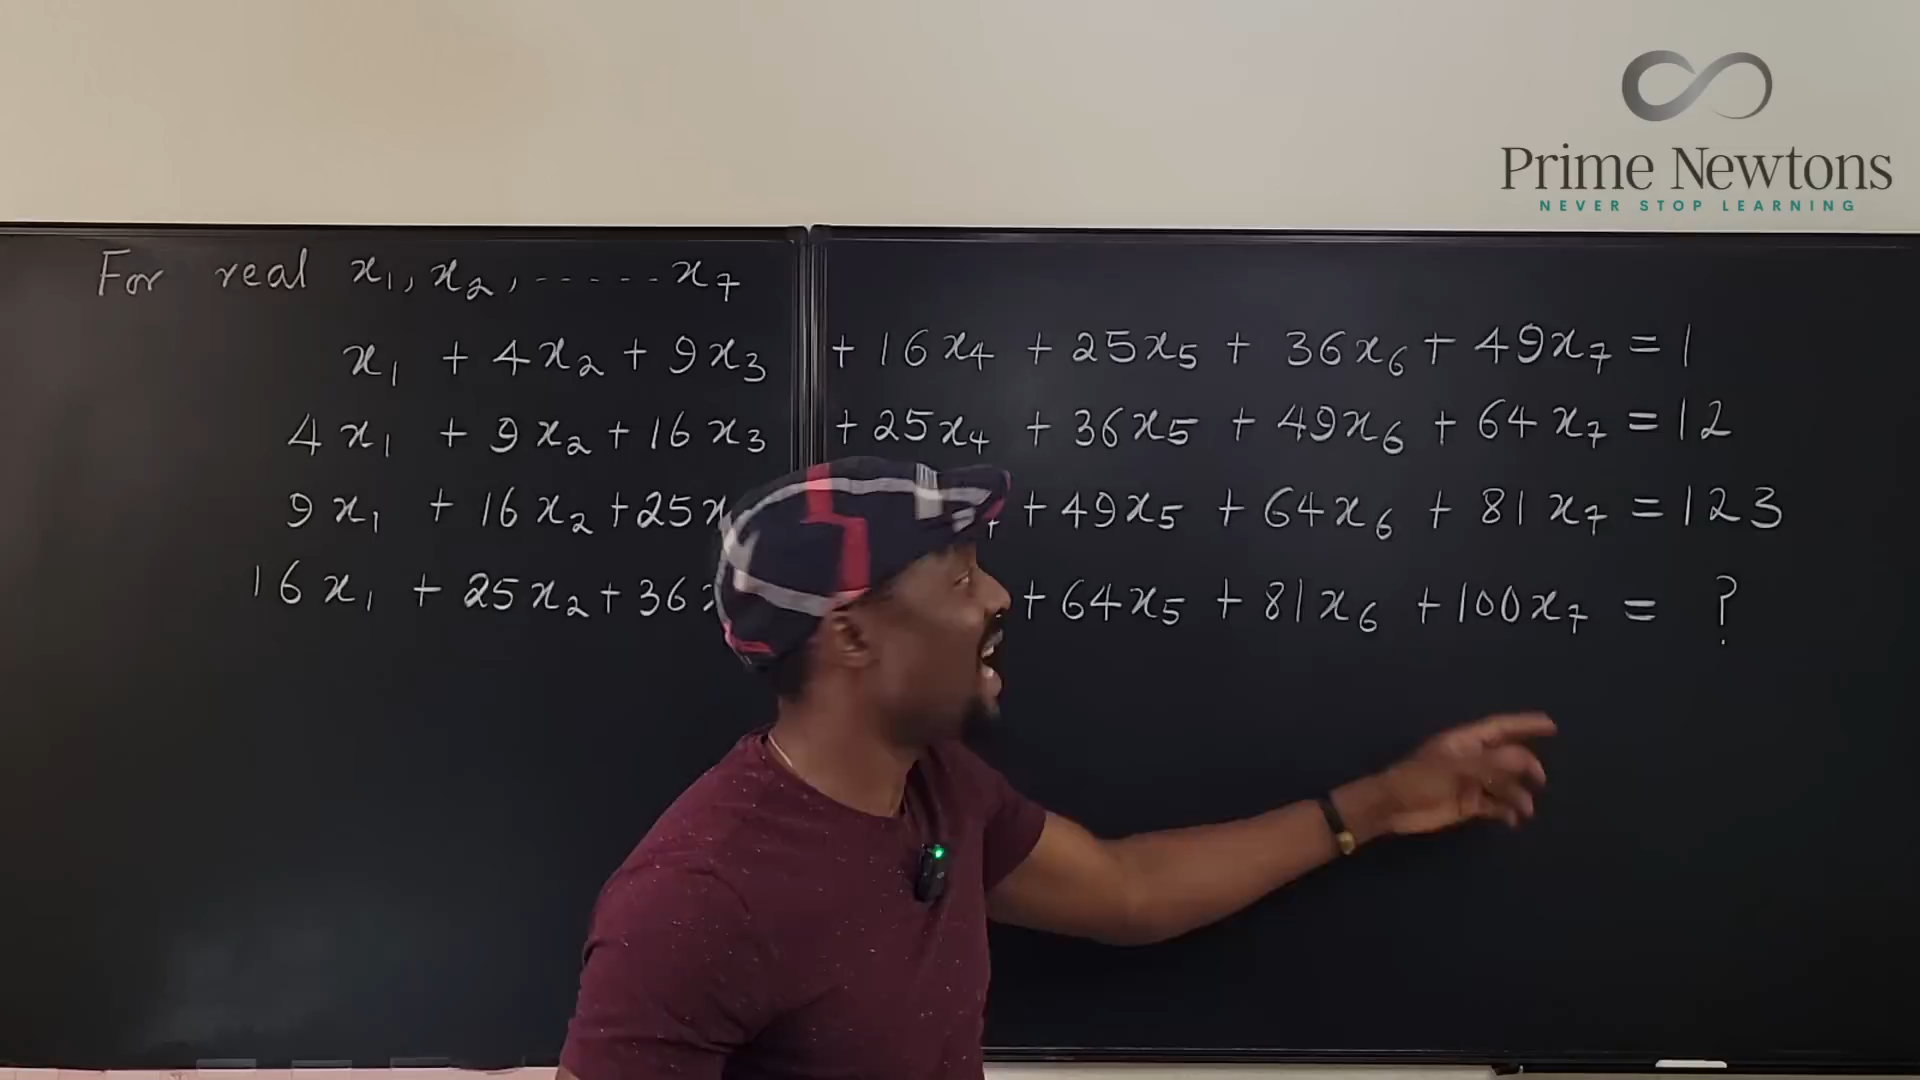 Prime Newtons
NEVER STOP LEARNING
For real x₁, x₂, ------ x₇
x₁ + 4x₂ + 9x₃ + 16x₄ + 25x₅ + 36x₆ + 49x₇ = 1
4x₁ + 9x₂ + 16x₃ + 25x₄ + 36x₅ + 49x₆ + 64x₇ = 12
9x₁ + 16x₂ + 25x + 49x₅ + 64x₆ + 81x₇ = 123
16x₁ + 25x₂ + 36 + 64x₅ + 81x₆ + 100x₇ = ?